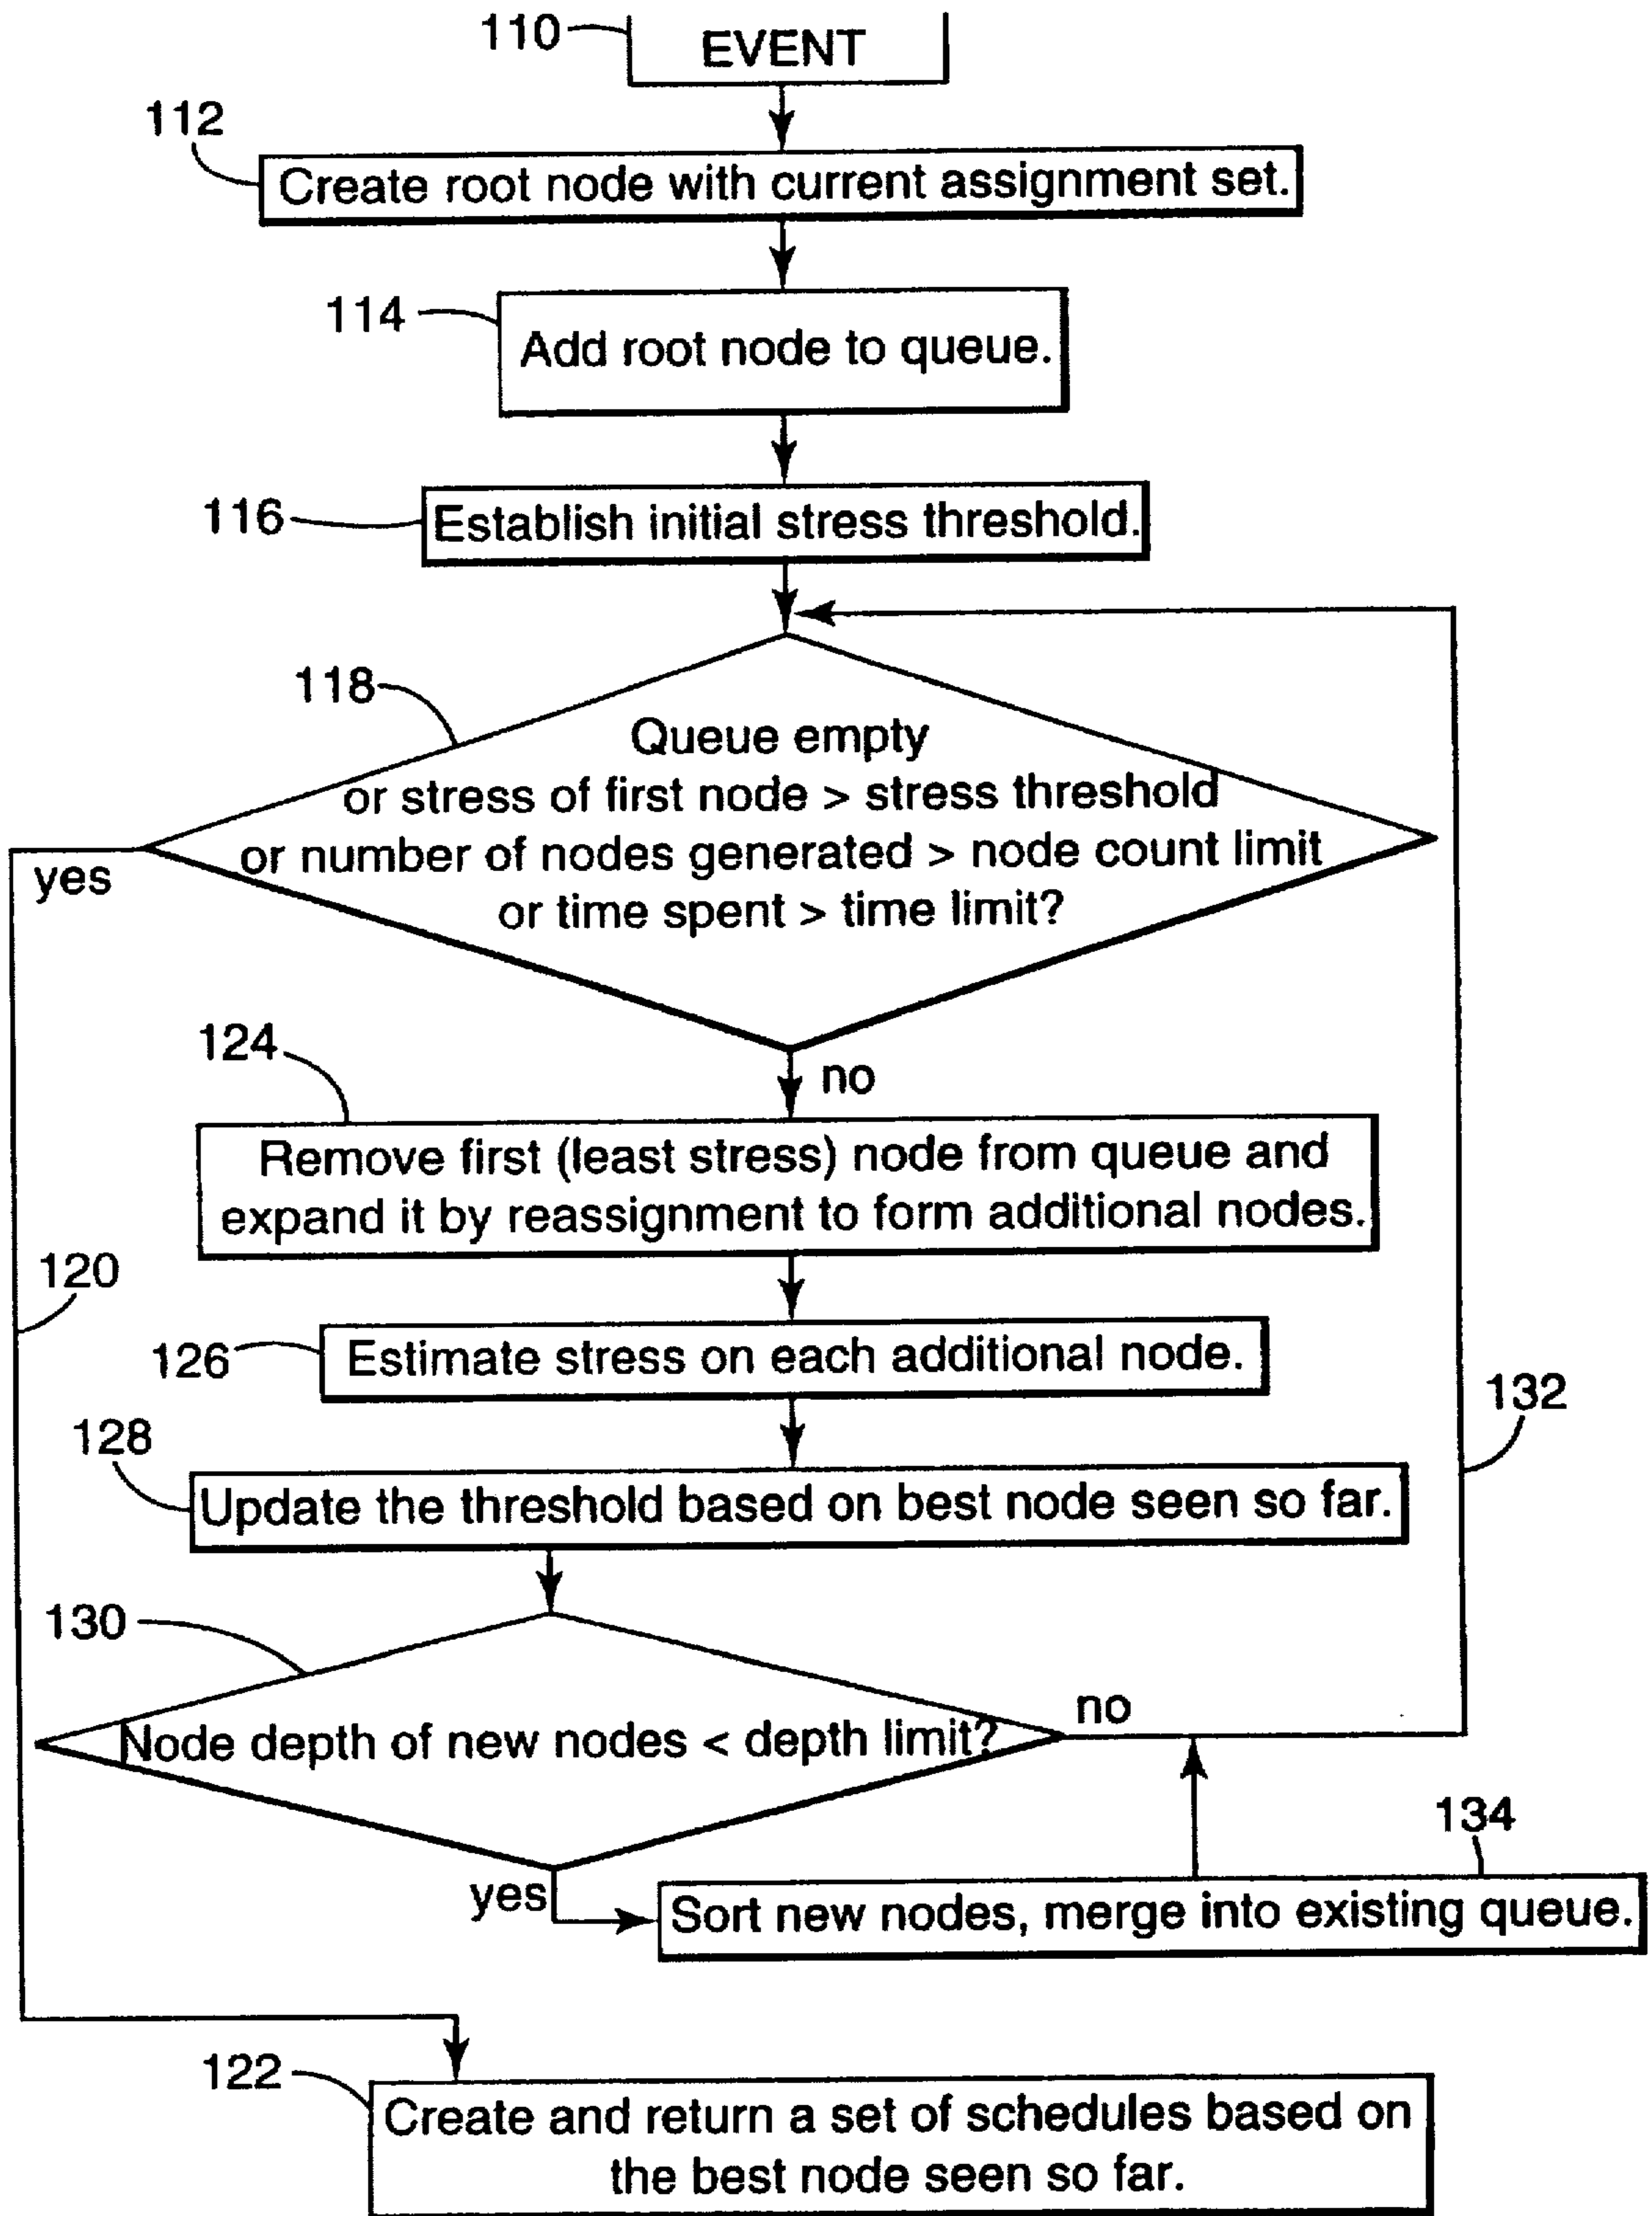 110
EVENT
112
Create root node with current assignment set.
114
Add root node to queue.
116
Establish initial stress threshold.
118
Queue empty
or stress of first node > stress threshold
or number of nodes generated > node count limit
or time spent > time limit?
yes
124
no
Remove first (least stress) node from queue and
expand it by reassignment to form additional nodes.
120
126
Estimate stress on each additional node.
132
128
Update the threshold based on best node seen so far.
130
no
Node depth of new nodes < depth limit?
134
yes
Sort new nodes, merge into existing queue.
122
Create and return a set of schedules based on
the best node seen so far.